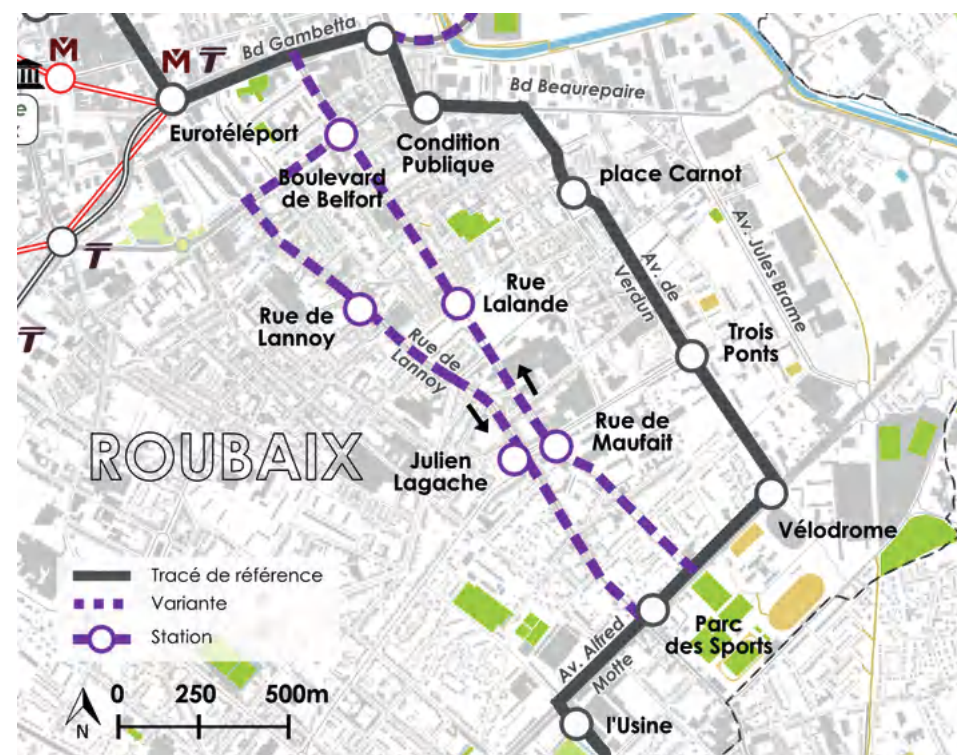 M
M T
Bd Gambetta
Bd Beaurepaire
Eurotéléport
Condition
Publique
Boulevard
de Belfort
place Carnot
T
Av. Jules Brame
Av. de
Verdun
Rue
Lalande
Rue de
Lannoy
T
Rue de
Lannoy
Trois
Ponts
ROUBAIX
Julien
Lagache
Rue de
Maufait
Vélodrome
Tracé de référence
Variante
Station
Parc
des Sports
Av. Alfred
Motte
0 250 500m
N
l'Usine